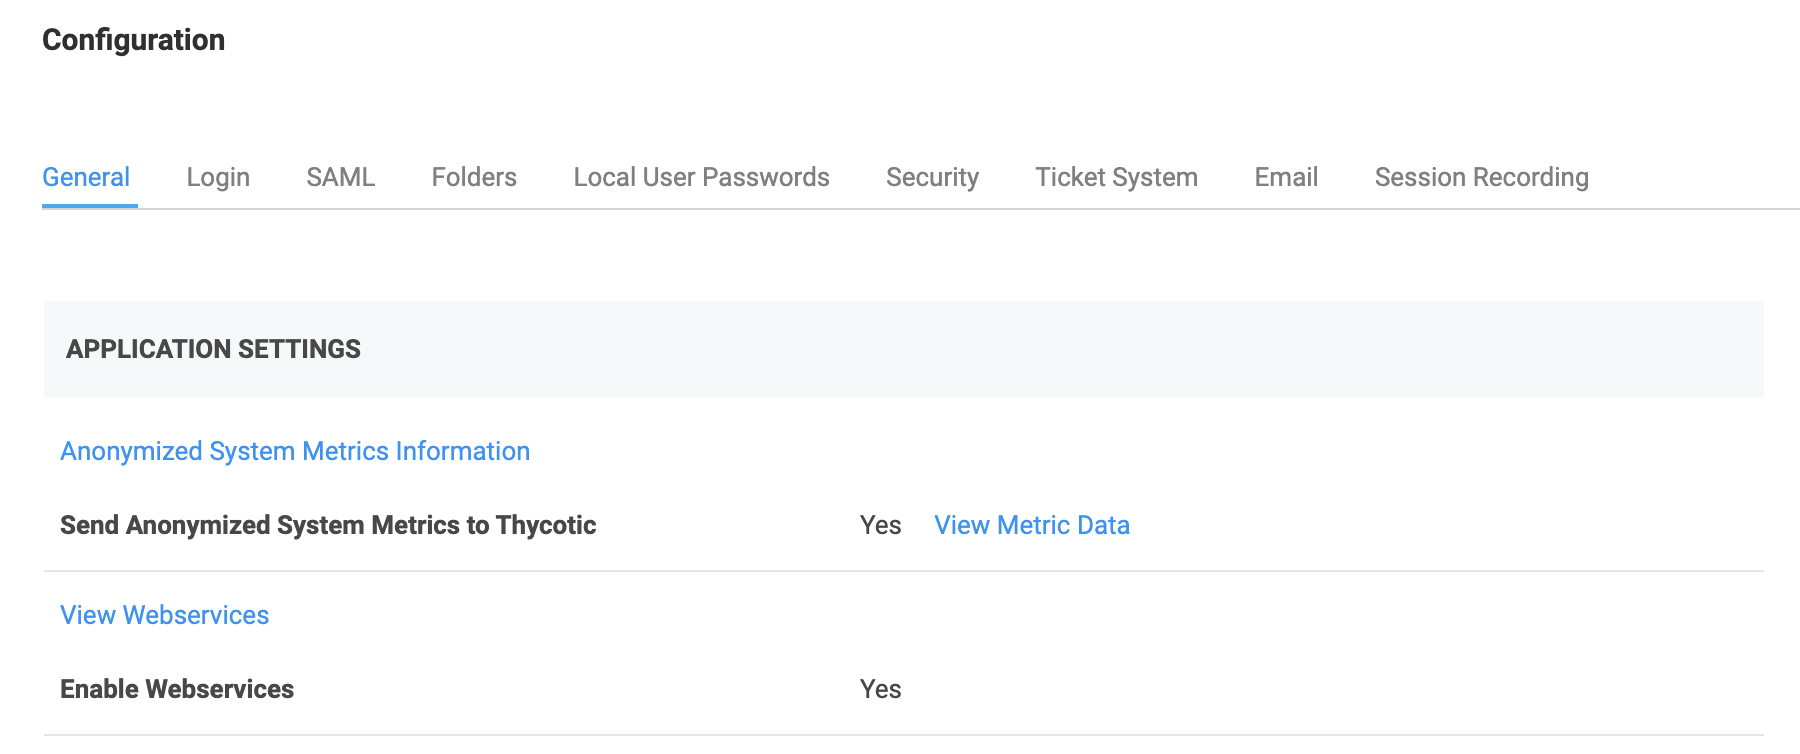 Configuration
General Login SAML Folders Local User Passwords Security Ticket System Email Session Recording
APPLICATION SETTINGS
Anonymized System Metrics Information
Send Anonymized System Metrics to Thycotic Yes View Metric Data
View Webservices
Enable Webservices Yes